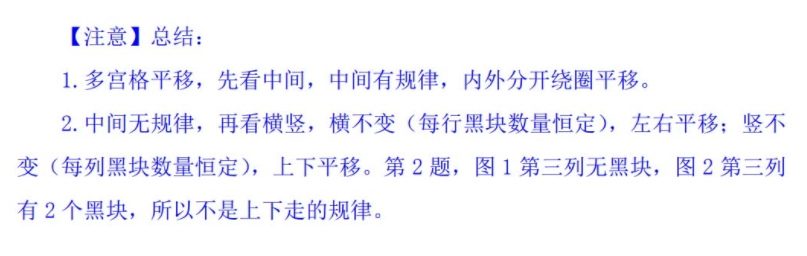 【注意】总结：
1.多宫格平移，先看中间，中间有规律，内外分开绕圈平移。
2.中间无规律，再看横竖，横不变（每行黑块数量恒定），左右平移；竖不
变（每列黑块数量恒定），上下平移。第 2 题，图 1 第三列无黑块，图 2 第三列
有 2 个黑块，所以不是上下走的规律。